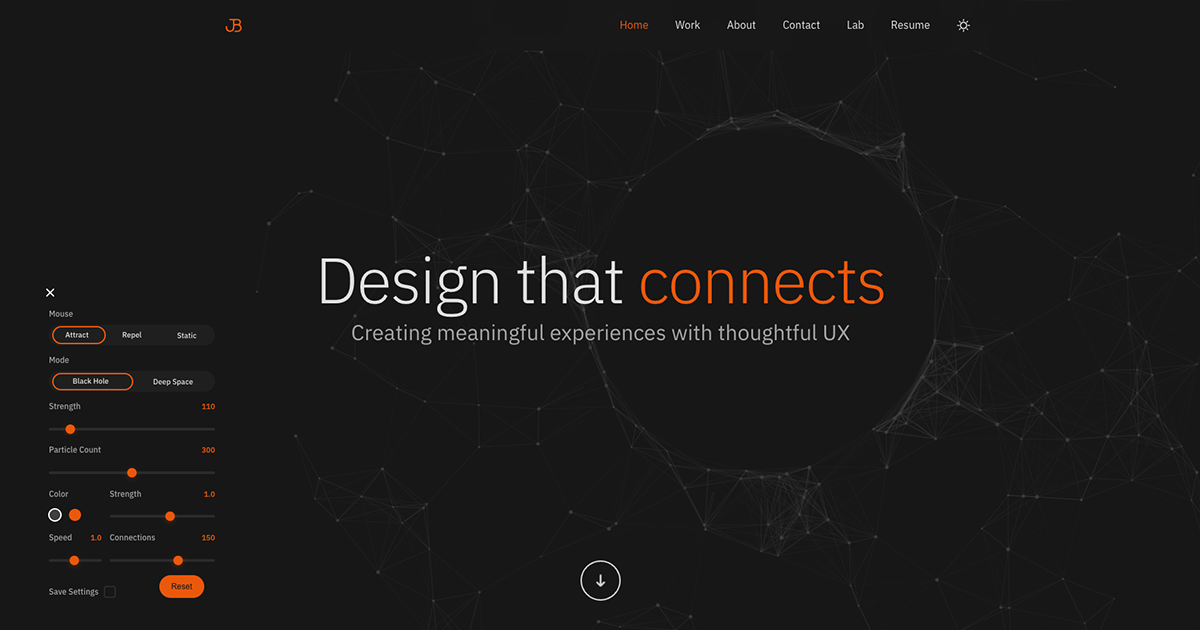 JB
Home Work About Contact Lab Resume
Design that connects
Creating meaningful experiences with thoughtful UX
Mouse
Attract Repel Static
Mode
Black Hole Deep Space
Strength 110
Particle Count 300
Color Strength 1.0
Speed 1.0 Connections 150
Save Settings Reset